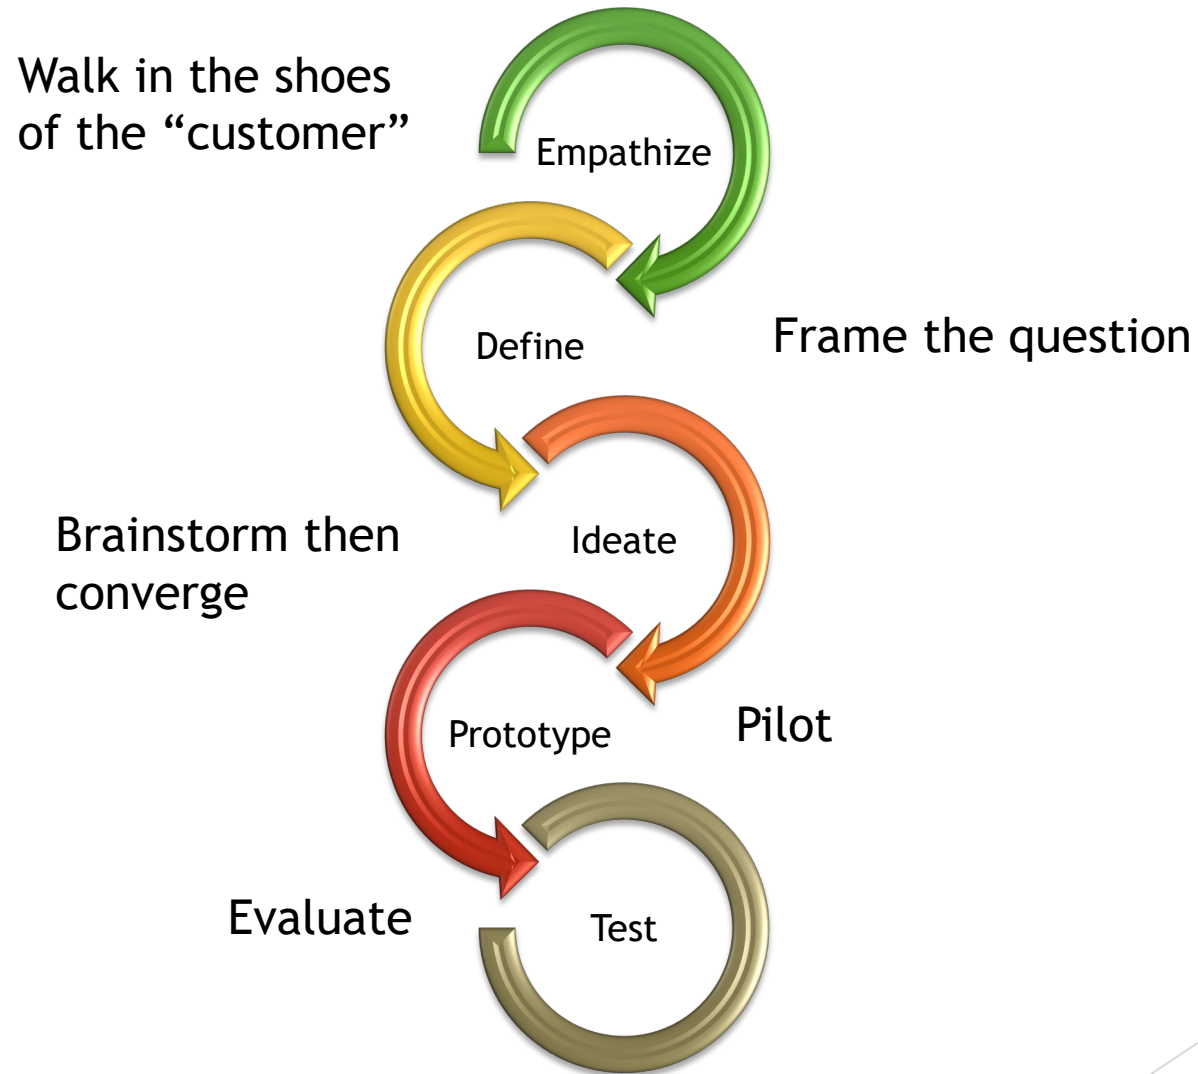 Walk in the shoes
of the “customer”
Empathize
Define
Frame the question
Brainstorm then
converge
Ideate
Prototype
Pilot
Evaluate
Test